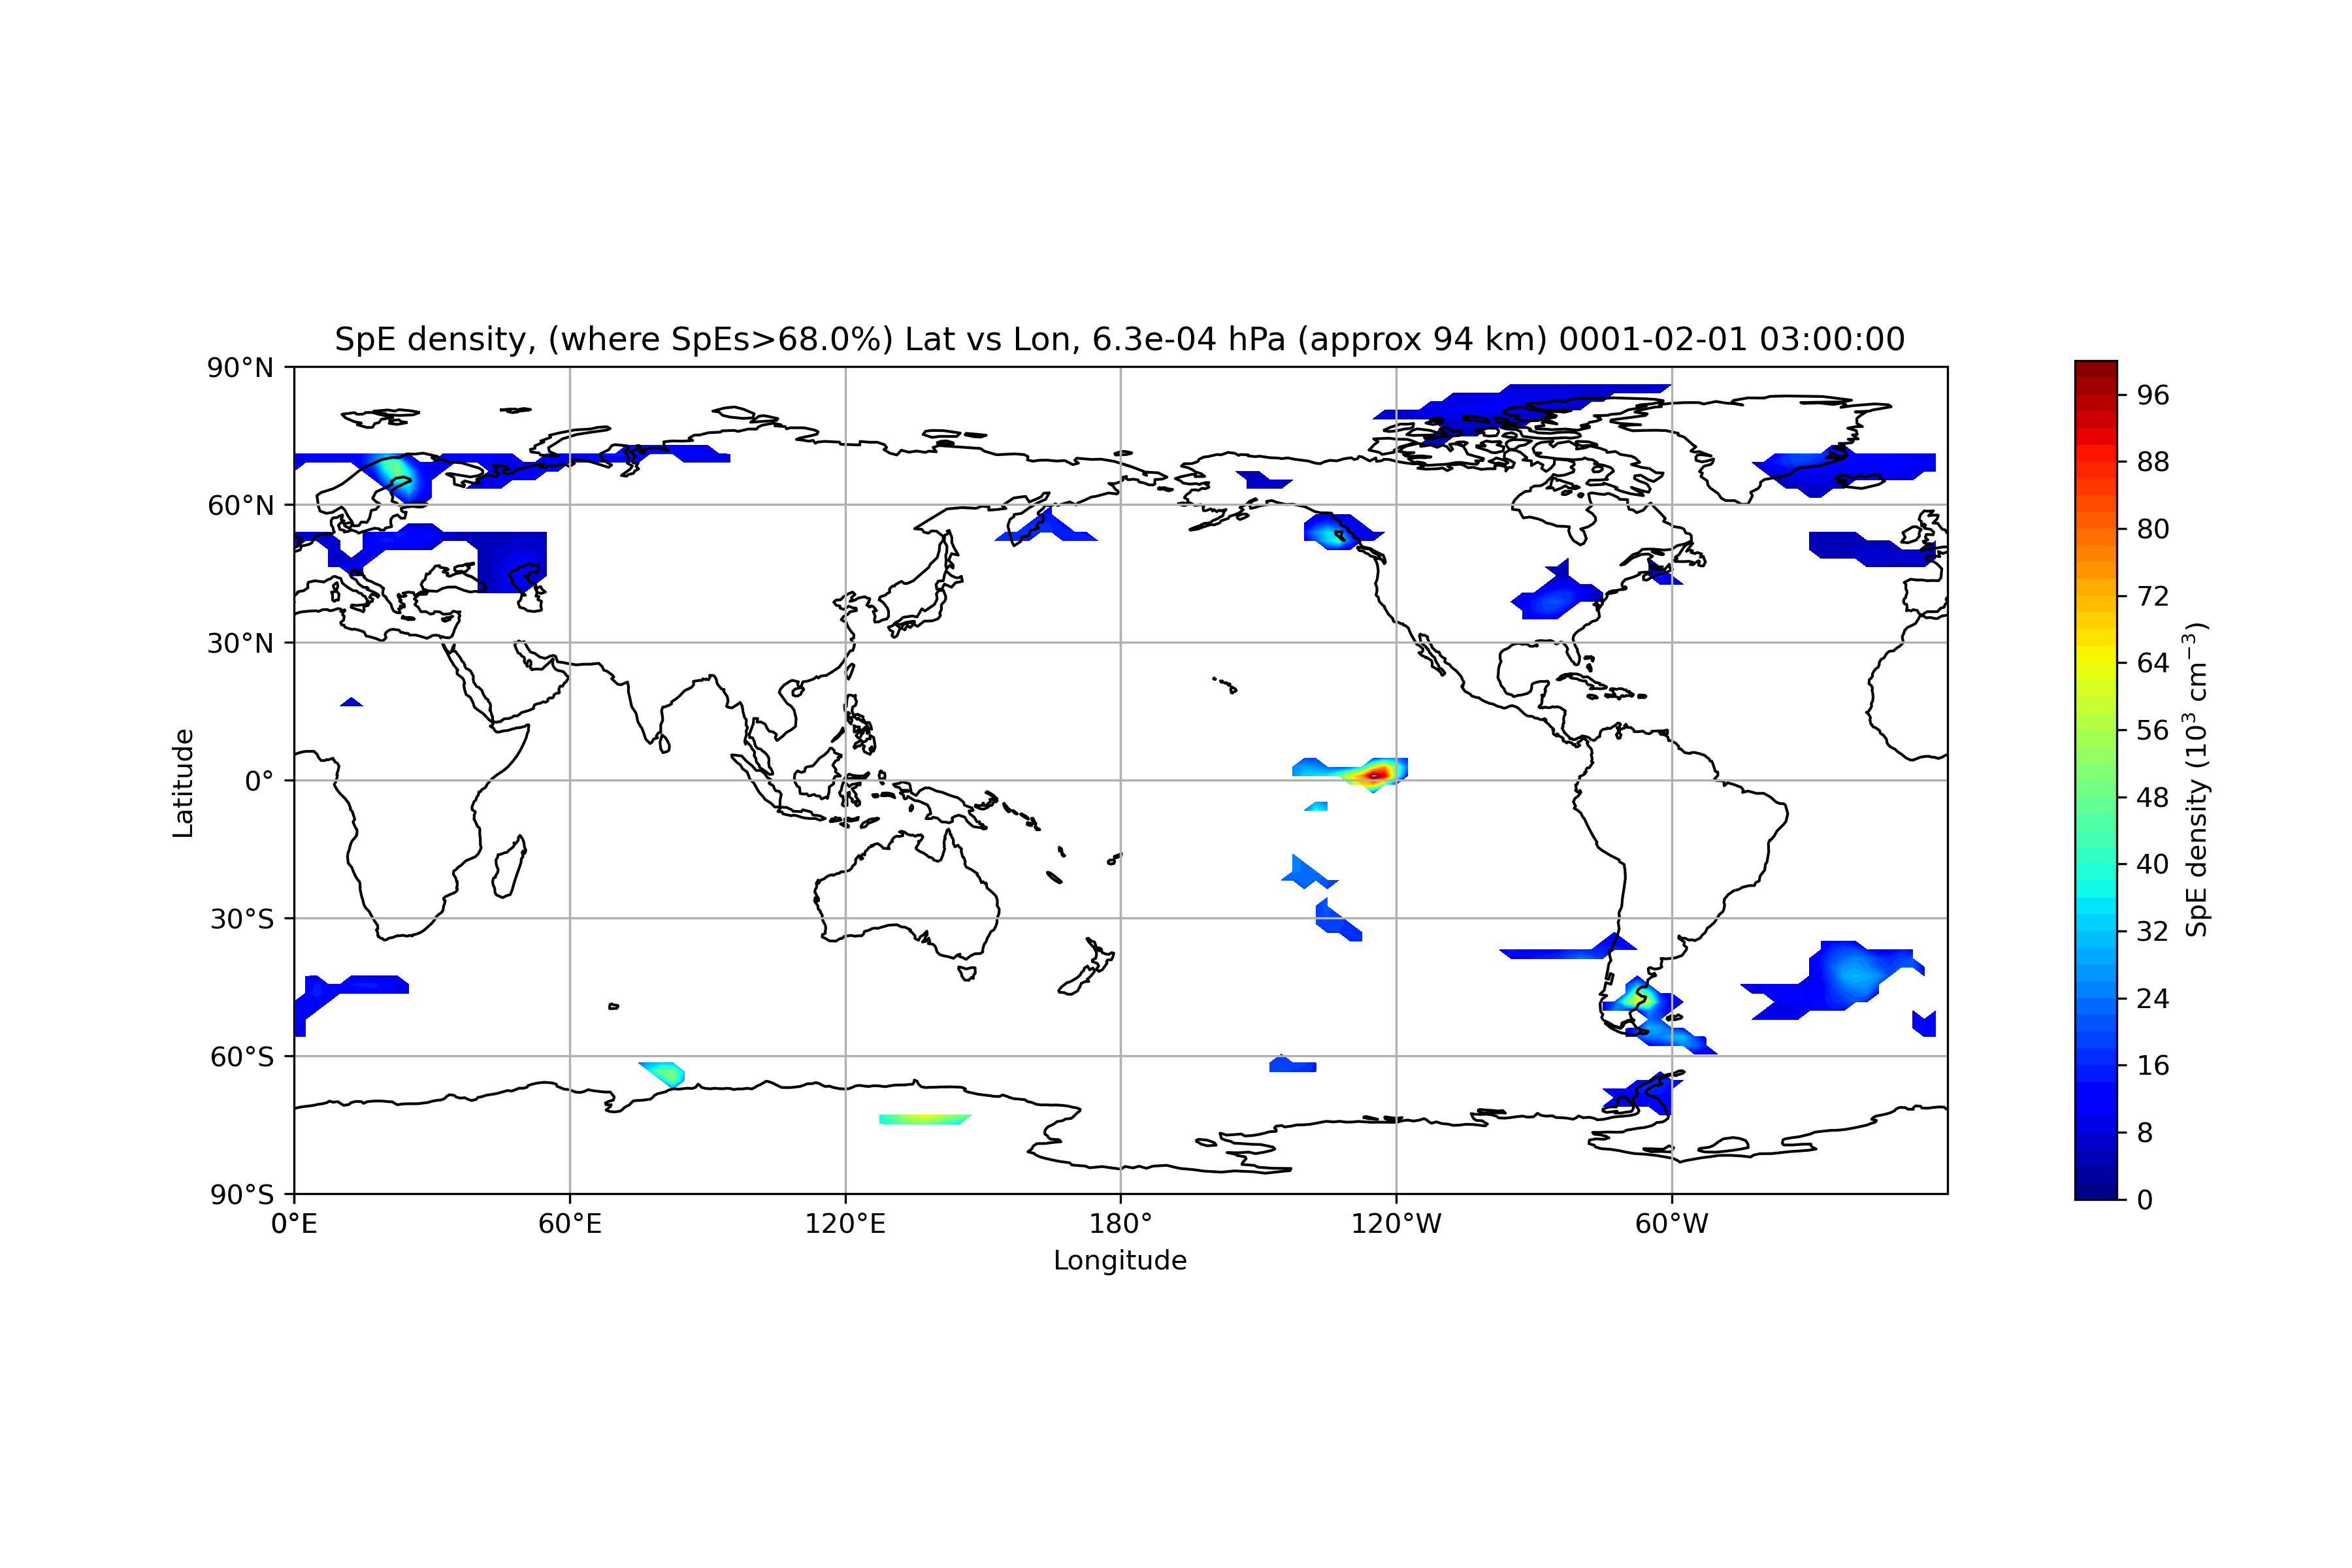 SpE density, (where SpEs>68.0%) Lat vs Lon, 6.3e-04 hPa (approx 94 km) 0001-02-01 03:00:00
90°N
60°N
30°N
0°
30°S
60°S
90°S
Latitude
0°E
60°E
120°E
180°
120°W
60°W
Longitude
96
88
80
72
64
56
48
40
32
24
16
8
0
SpE density (10³ cm⁻³)